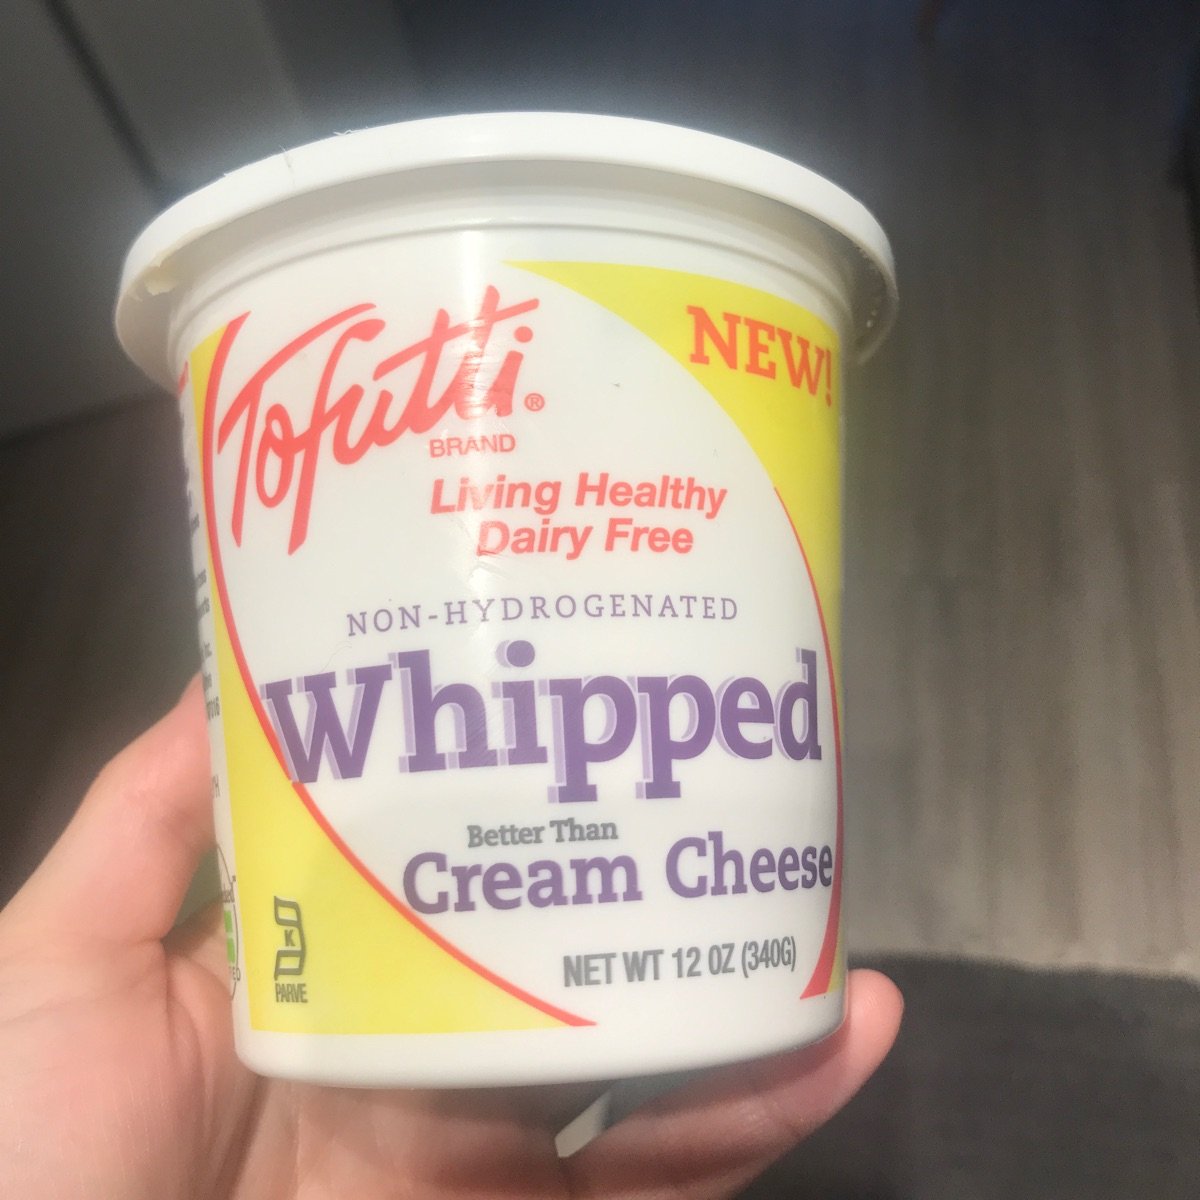 Tofutti®
BRAND
NEW!
Living Healthy
Dairy Free
NON-HYDROGENATED
Whipped
Better Than
Cream Cheese
NET WT 12 OZ (340G)
K
PARVE